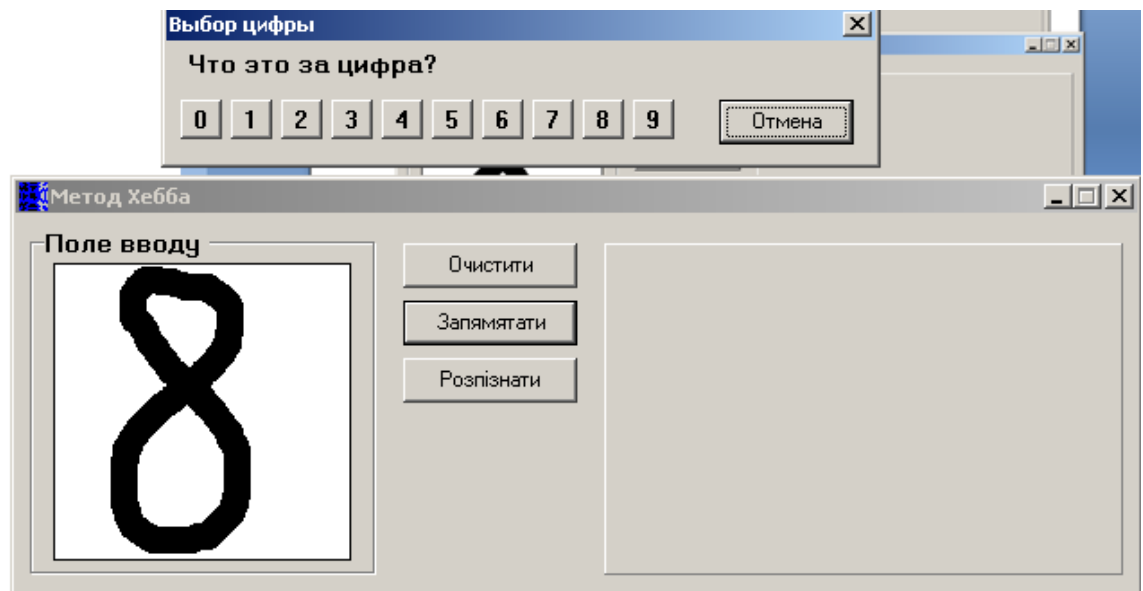 Выбор цифры
Что это за цифра?
0 1 2 3 4 5 6 7 8 9 Отмена
Метод Хебба
Поле вводу
Очистити
Запямятати
Розпізнати
8